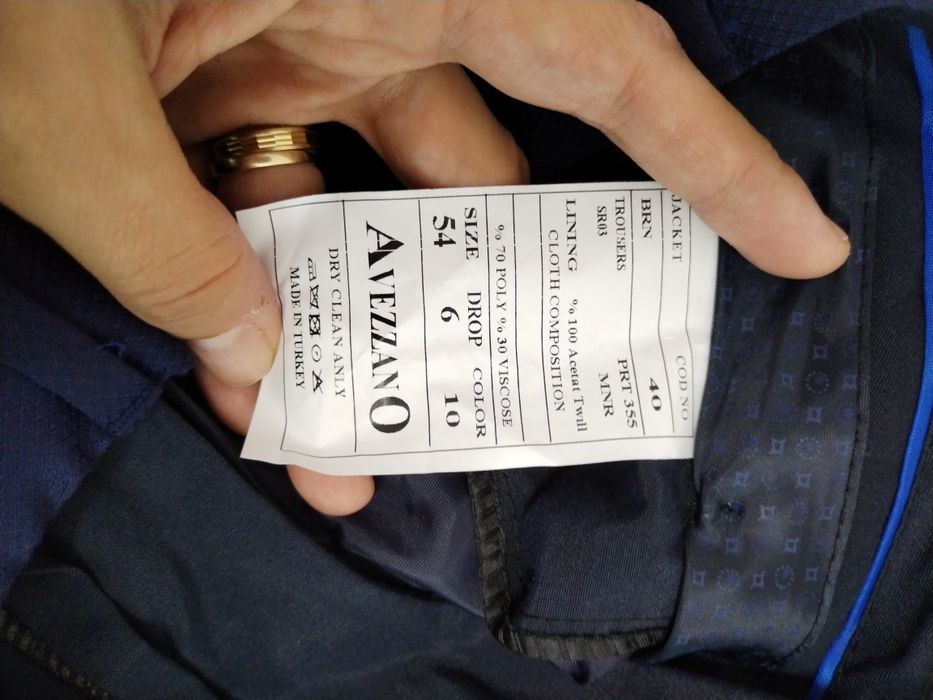 JACKET COD NO
BRN 40
TROUSERS PRT 355
SR03 MNR
LINING % 100 Acetat Twill
CLOTH COMPOSITION
% 70 POLY % 30 VISCOSE
SIZE DROP COLOR
54 6 10
AVEZZANO
DRY CLEAN ANLY
MADE IN TURKEY